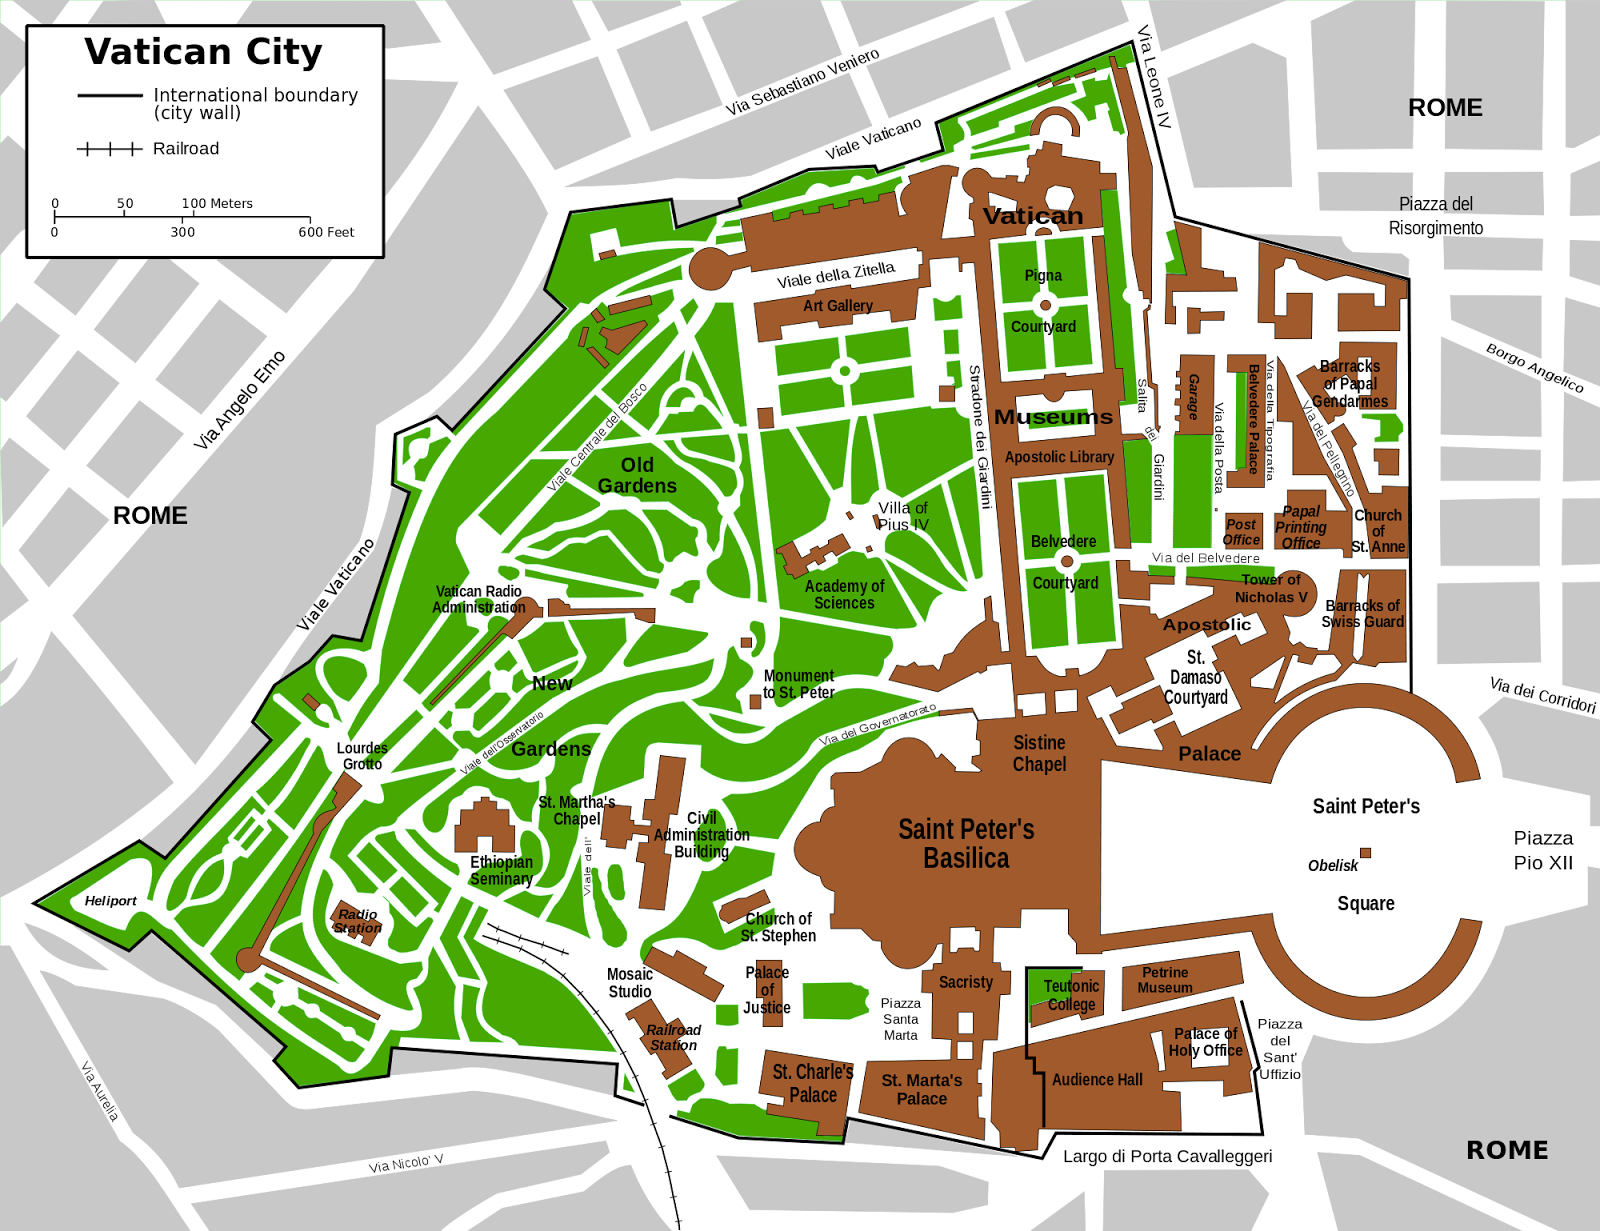 Vatican City
International boundary
(city wall)
Railroad
0 50 100 Meters
0 300 600 Feet
Via Sebastiano Veniero
Viale Vaticano
Via Leone IV
ROME
Piazza del
Risorgimento
Borgo Angelico
Via Angelo Emo
ROME
Viale Vaticano
Vatican
Museums
Viale della Zitella
Art Gallery
Pigna
Courtyard
Stradone dei Giardini
Apostolic Library
Belvedere
Courtyard
Salita
dei
Giardini
Garage
Via della Posta
Belvedere Palace
Via della Tipografia
Via del Pellegrino
Barracks
of Papal
Gendarmes
Post
Office
Papal
Printing
Office
Church
of
St. Anne
Via del Belvedere
Tower of
Nicholas V
Barracks of
Swiss Guard
Viale Centrale del Bosco
Old
Gardens
Villa of
Pius IV
Academy of
Sciences
Vatican Radio
Administration
Monument
to St. Peter
New
Gardens
Viale dell'Osservatorio
Via del Governatorato
Lourdes
Grotto
Apostolic
Palace
St.
Damaso
Courtyard
Sistine
Chapel
Via dei Corridori
Saint Peter's
Basilica
Saint Peter's
Square
Obelisk
Piazza
Pio XII
St. Martha's
Chapel
Civil
Administration
Building
Viale dell'
Ethiopian
Seminary
Heliport
Radio
Station
Church of
St. Stephen
Mosaic
Studio
Palace
of
Justice
Railroad
Station
Piazza
Santa
Marta
Sacristy
Teutonic
College
Petrine
Museum
Palace of
Holy Office
Audience Hall
Piazza
del
Sant'
Uffizio
St. Charle's
Palace
St. Marta's
Palace
Largo di Porta Cavalleggeri
Via Aurelia
Via Nicolo' V
ROME